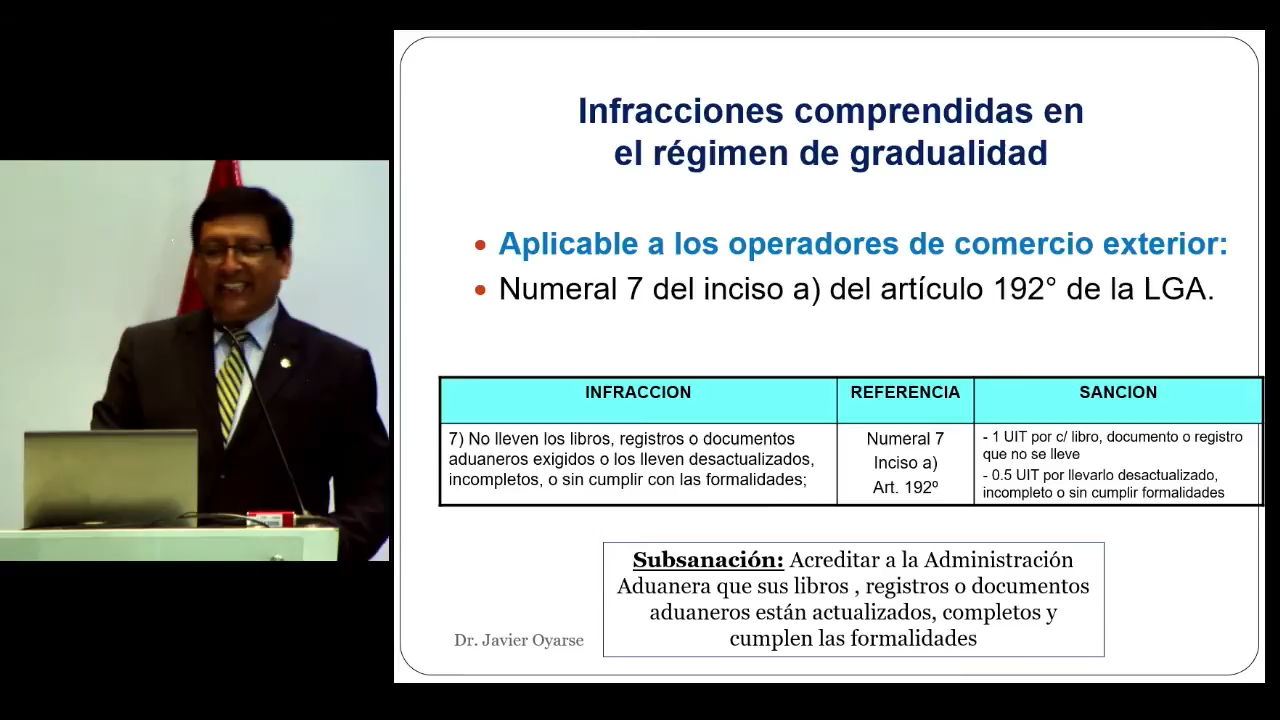 Infracciones comprendidas en
el régimen de gradualidad
• Aplicable a los operadores de comercio exterior:
• Numeral 7 del inciso a) del artículo 192° de la LGA.
INFRACCION
REFERENCIA
SANCION
7) No lleven los libros, registros o documentos
aduaneros exigidos o los lleven desactualizados,
incompletos, o sin cumplir con las formalidades;
Numeral 7
Inciso a)
Art. 192º
- 1 UIT por c/ libro, documento o registro
que no se lleve
- 0.5 UIT por llevarlo desactualizado,
incompleto o sin cumplir formalidades
Subsanación: Acreditar a la Administración
Aduanera que sus libros , registros o documentos
aduaneros están actualizados, completos y
cumplen las formalidades
Dr. Javier Oyarse